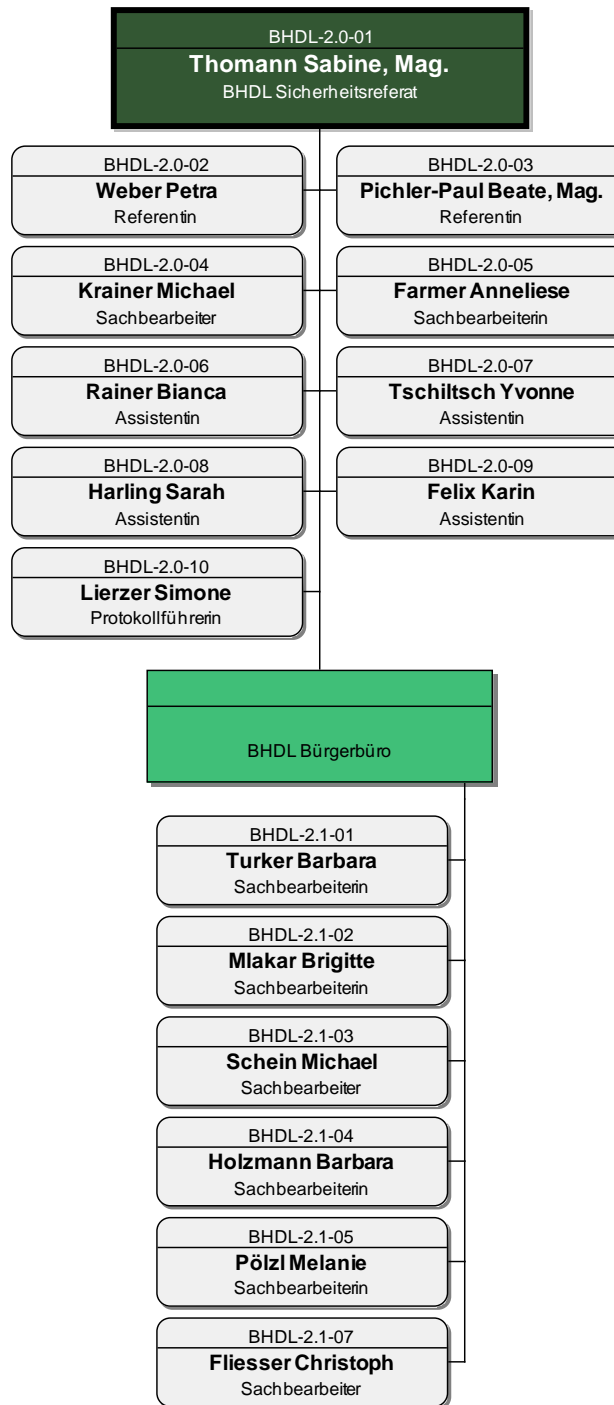 BHDL-2.0-01
Thomann Sabine, Mag.
BHDL Sicherheitsreferat
BHDL-2.0-02
Weber Petra
Referentin
BHDL-2.0-03
Pichler-Paul Beate, Mag.
Referentin
BHDL-2.0-04
Krainer Michael
Sachbearbeiter
BHDL-2.0-05
Farmer Anneliese
Sachbearbeiterin
BHDL-2.0-06
Rainer Bianca
Assistentin
BHDL-2.0-07
Tschiltsch Yvonne
Assistentin
BHDL-2.0-08
Harling Sarah
Assistentin
BHDL-2.0-09
Felix Karin
Assistentin
BHDL-2.0-10
Lierzer Simone
Protokollführerin
BHDL Bürgerbüro
BHDL-2.1-01
Turker Barbara
Sachbearbeiterin
BHDL-2.1-02
Mlakar Brigitte
Sachbearbeiterin
BHDL-2.1-03
Schein Michael
Sachbearbeiter
BHDL-2.1-04
Holzmann Barbara
Sachbearbeiterin
BHDL-2.1-05
Pölzl Melanie
Sachbearbeiterin
BHDL-2.1-07
Fliesser Christoph
Sachbearbeiter